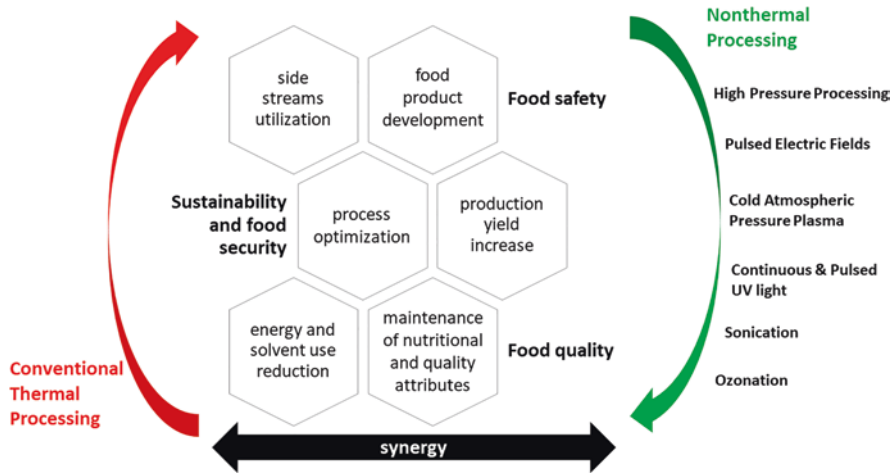 Nonthermal
Processing
side
streams
utilization
food
product
development
Food safety
High Pressure Processing
Pulsed Electric Fields
Sustainability
and food
security
process
optimization
production
yield
increase
Cold Atmospheric
Pressure Plasma
Continuous & Pulsed
UV light
energy and
solvent use
reduction
maintenance
of nutritional
and quality
attributes
Food quality
Sonication
Ozonation
Conventional
Thermal
Processing
synergy